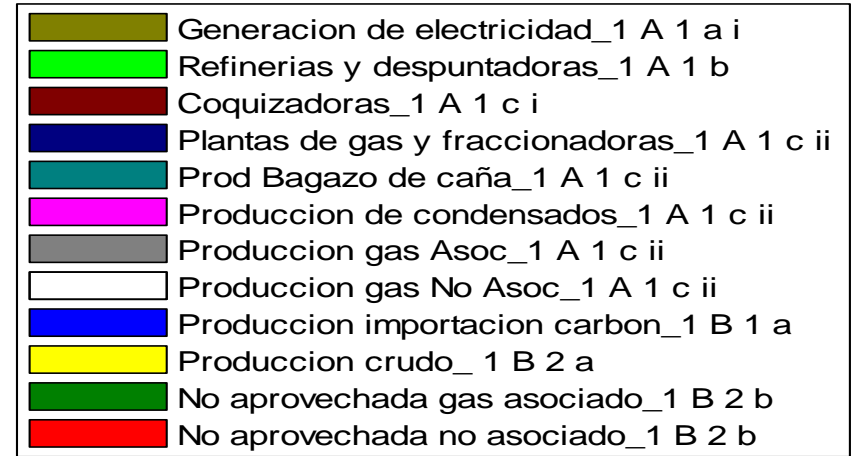 Generacion de electricidad_1 A 1 a i
Refinerias y despuntadoras_1 A 1 b
Coquizadoras_1 A 1 c i
Plantas de gas y fraccionadoras_1 A 1 c ii
Prod Bagazo de caña_1 A 1 c ii
Produccion de condensados_1 A 1 c ii
Produccion gas Asoc_1 A 1 c ii
Produccion gas No Asoc_1 A 1 c ii
Produccion importacion carbon_1 B 1 a
Produccion crudo_ 1 B 2 a
No aprovechada gas asociado_1 B 2 b
No aprovechada no asociado_1 B 2 b